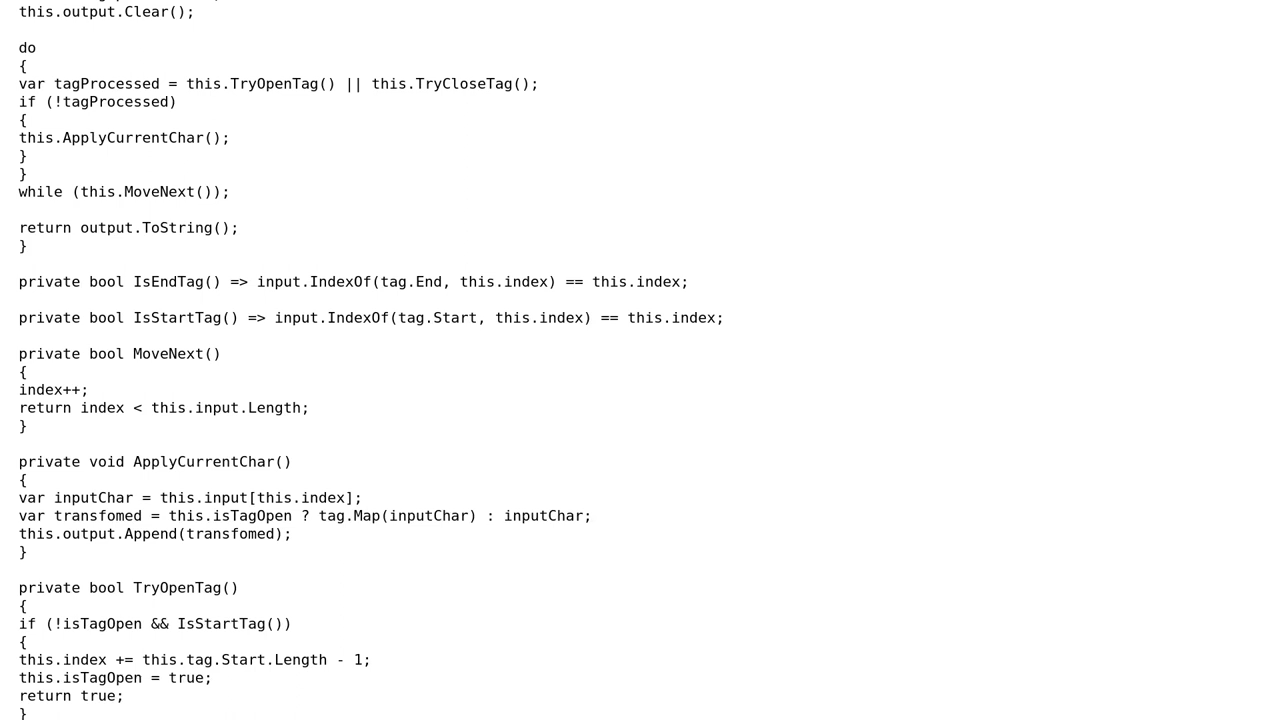 this.output.Clear();
do
{
var tagProcessed = this.TryOpenTag() || this.TryCloseTag();
if (!tagProcessed)
{
this.ApplyCurrentChar();
}
}
while (this.MoveNext());
return output.ToString();
}
private bool IsEndTag() => input.IndexOf(tag.End, this.index) == this.index;
private bool IsStartTag() => input.IndexOf(tag.Start, this.index) == this.index;
private bool MoveNext()
{
index++;
return index < this.input.Length;
}
private void ApplyCurrentChar()
{
var inputChar = this.input[this.index];
var transfomed = this.isTagOpen ? tag.Map(inputChar) : inputChar;
this.output.Append(transfomed);
}
private bool TryOpenTag()
{
if (!isTagOpen && IsStartTag())
{
this.index += this.tag.Start.Length - 1;
this.isTagOpen = true;
return true;
}